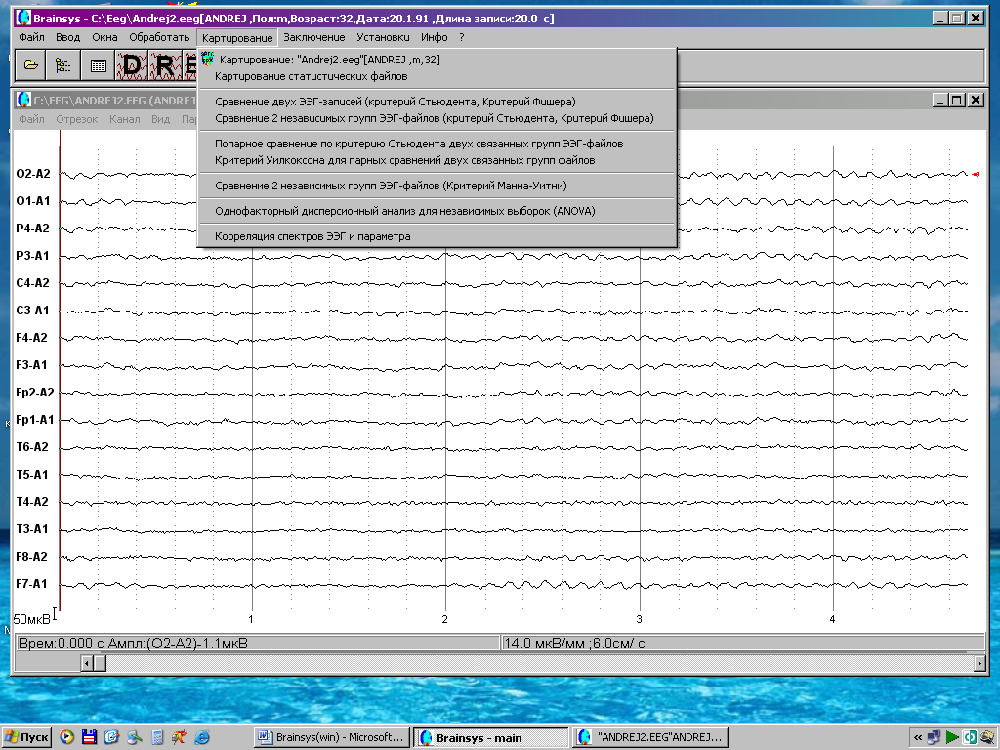 Brainsys - C:\Eeg\Andrej2.eeg[ANDREJ ,Пол:m,Возраст:32,Дата:20.1.91 ,Длина записи:20.0 с]
Файл Ввод Окна Обработать Картирование Заключение Установки Инфо ?
Картирование: "Andrej2.eeg"[ANDREJ ,m,32]
Картирование статистических файлов
Сравнение двух ЭЭГ-записей (критерий Стьюдента, Критерий Фишера)
Сравнение 2 независимых групп ЭЭГ-файлов (критерий Стьюдента, Критерий Фишера)
Попарное сравнение по критерию Стьюдента двух связанных групп ЭЭГ-файлов
Критерий Уилкоксона для парных сравнений двух связанных групп файлов
Сравнение 2 независимых групп ЭЭГ-файлов (Критерий Манна-Уитни)
Однофакторный дисперсионный анализ для независимых выборок (ANOVA)
Корреляция спектров ЭЭГ и параметра
D R E
C:\EEG\ANDREJ2.EEG (ANDREJ
Файл Отрезок Канал Вид
O2-A2
O1-A1
P4-A2
P3-A1
C4-A2
C3-A1
F4-A2
F3-A1
Fp2-A2
Fp1-A1
T6-A2
T5-A1
T4-A2
T3-A1
F8-A2
F7-A1
50мкВ 1 2 3 4
Врем:0.000 с Ампл:(O2-A2)-1.1мкВ 14.0 мкВ/мм ;6.0см/ с
Пуск Brainsys(win) - Microsoft... Brainsys - main "ANDREJ2.EEG"ANDREJ... «